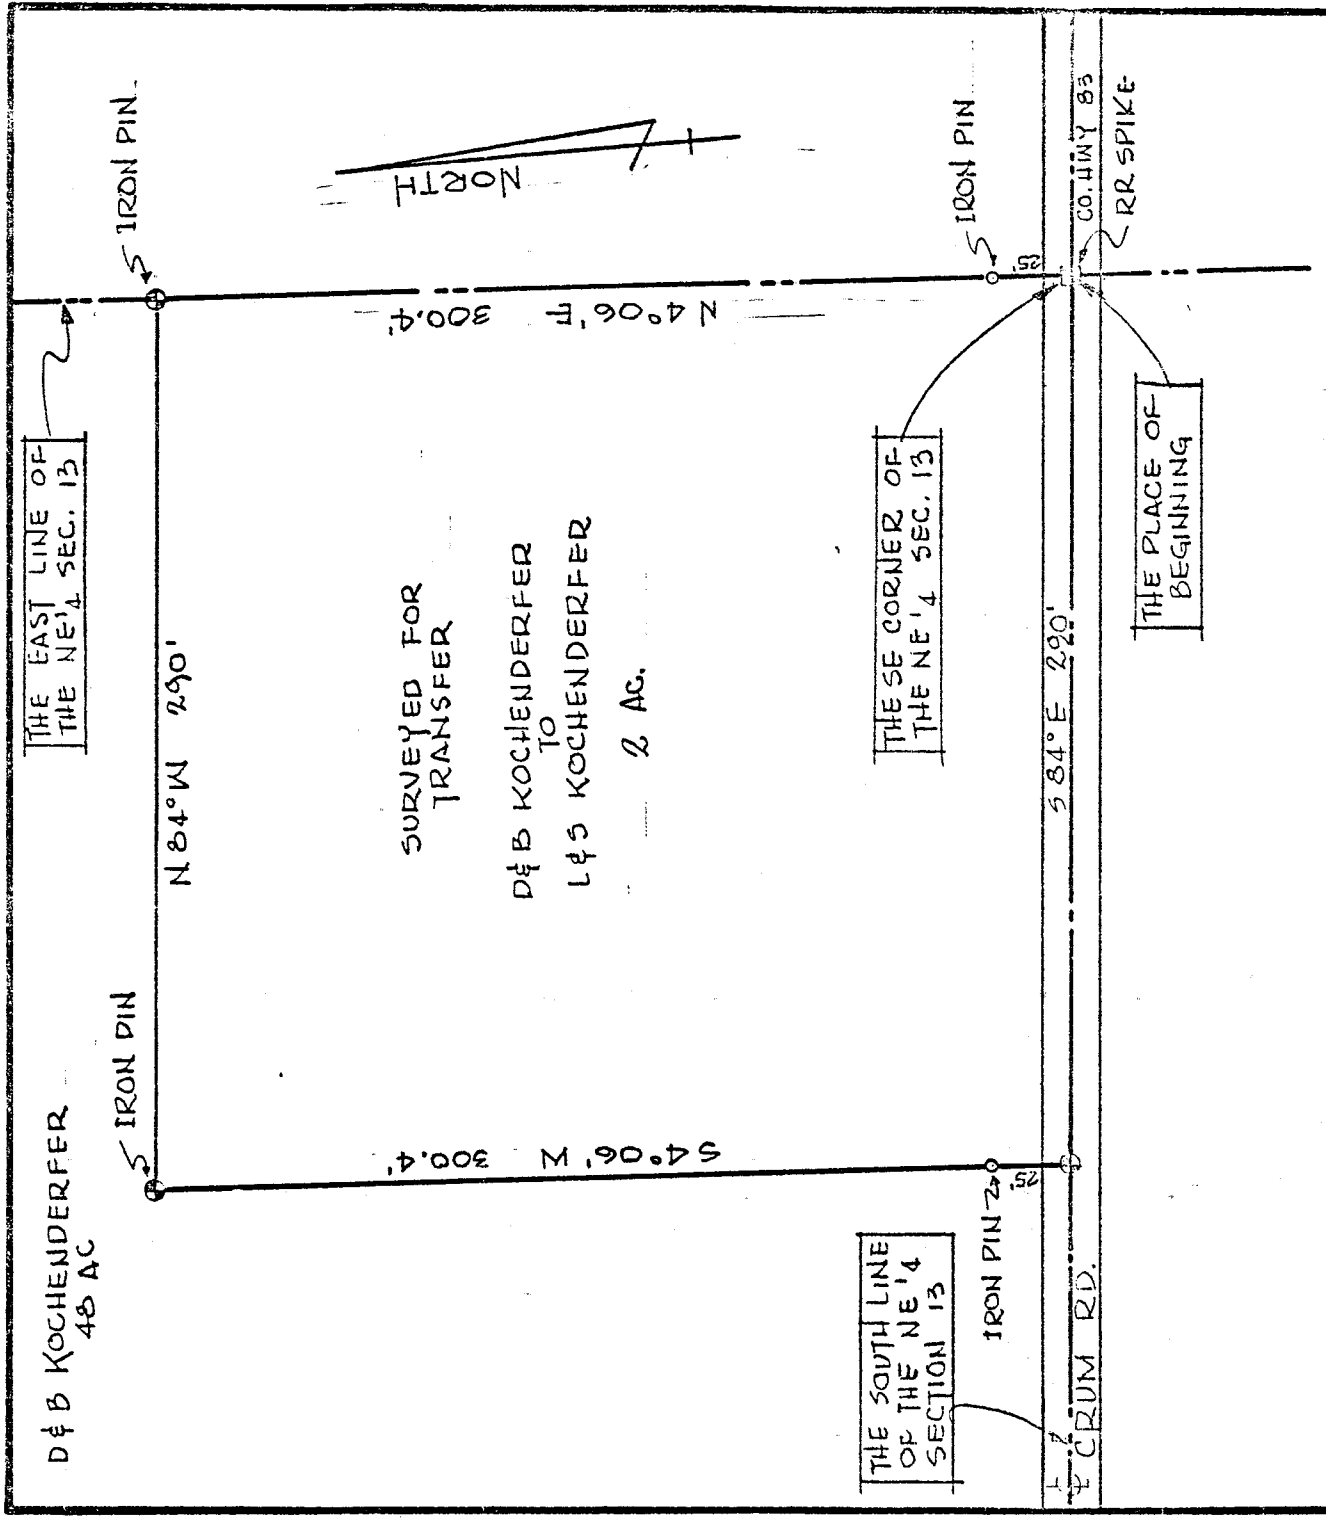 D&B KOCHENDERFER
48 AC
THE EAST LINE OF
THE NE 1/4 SEC. 13
IRON PIN
IRON PIN
N 84° W 290'
NORTH
SURVEYED FOR
TRANSFER
D&B KOCHENDERFER
TO
L&S KOCHENDERFER
2 AC.
S 4° 06' W 300.4'
N 4° 06' E 300.4'
THE SOUTH LINE
OF THE NE 1/4
SECTION 13
IRON PIN
25'
THE SE CORNER OF
THE NE 1/4 SEC. 13
IRON PIN
25'
S 84° E 290'
CRUM RD.
CO. HWY 83
RR SPIKE
THE PLACE OF
BEGINNING